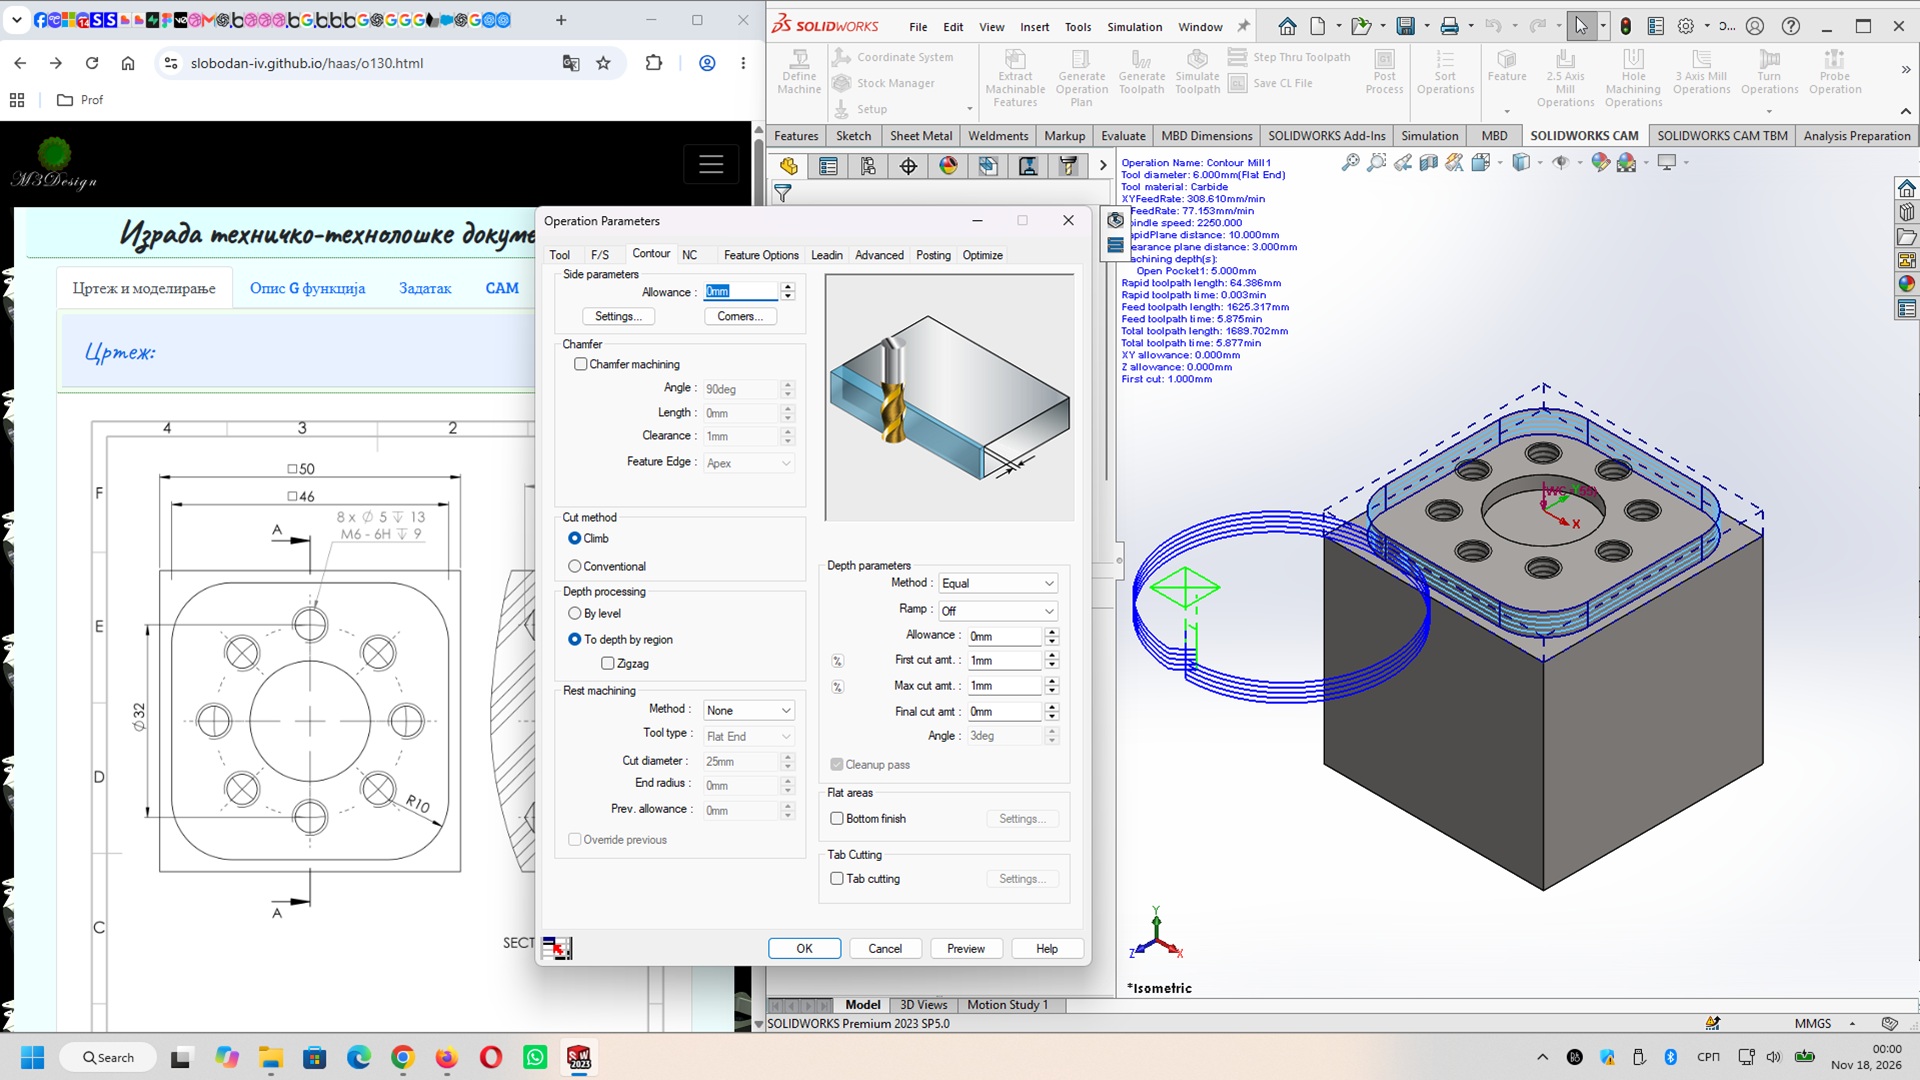 slobodan-iv.github.io/haas/o130.html
Prof
M3Design
Израда техничко-технолошке докуме
Цртеж и моделирање
Опис G функција
Задатак
CAM
Цртеж:
4
3
2
F
E
D
C
□50
□46
8 x ∅ 5 ↧ 13
M6 - 6H ↧ 9
A
∅32
R10
A
SECT
SOLIDWORKS
File
Edit
View
Insert
Tools
Simulation
Window
Define Machine
Coordinate System
Stock Manager
Setup
Extract Machinable Features
Generate Operation Plan
Generate Toolpath
Simulate Toolpath
Step Thru Toolpath
Save CL File
Post Process
Sort Operations
Feature
2.5 Axis Mill Operations
Hole Machining Operations
3 Axis Mill Operations
Turn Operations
Probe Operation
Features
Sketch
Sheet Metal
Weldments
Markup
Evaluate
MBD Dimensions
SOLIDWORKS Add-Ins
Simulation
MBD
SOLIDWORKS CAM
SOLIDWORKS CAM TBM
Analysis Preparation
Operation Parameters
Tool
F/S
Contour
NC
Feature Options
Leadin
Advanced
Posting
Optimize
Side parameters
Allowance : 0mm
Settings...
Corners...
Chamfer
Chamfer machining
Angle : 90deg
Length : 0mm
Clearance : 1mm
Feature Edge : Apex
Cut method
Climb
Conventional
Depth processing
By level
To depth by region
Zigzag
Rest machining
Method : None
Tool type : Flat End
Cut diameter : 25mm
End radius : 0mm
Prev. allowance : 0mm
Override previous
Depth parameters
Method : Equal
Ramp : Off
Allowance : 0mm
% First cut amt. : 1mm
% Max cut amt. : 1mm
Final cut amt : 0mm
Angle : 3deg
Cleanup pass
Flat areas
Bottom finish
Settings...
Tab Cutting
Tab cutting
Settings...
OK
Cancel
Preview
Help
Operation Name: Contour Mill1
Tool diameter: 6.000mm(Flat End)
Tool material: Carbide
XYFeedRate: 308.610mm/min
FeedRate: 77.153mm/min
pindle speed: 2250.000
apidPlane distance: 10.000mm
earance plane distance: 3.000mm
achining depth(s):
Open Pocket1: 5.000mm
Rapid toolpath length: 64.386mm
Rapid toolpath time: 0.003min
Feed toolpath length: 1625.317mm
Feed toolpath time: 5.875min
Total toolpath length: 1689.702mm
Total toolpath time: 5.877min
XY allowance: 0.000mm
Z allowance: 0.000mm
First cut: 1.000mm
X
Y
Z
X
*Isometric
Model
3D Views
Motion Study 1
SOLIDWORKS Premium 2023 SP5.0
MMGS
Search
СРП
00:00
Nov 18, 2026